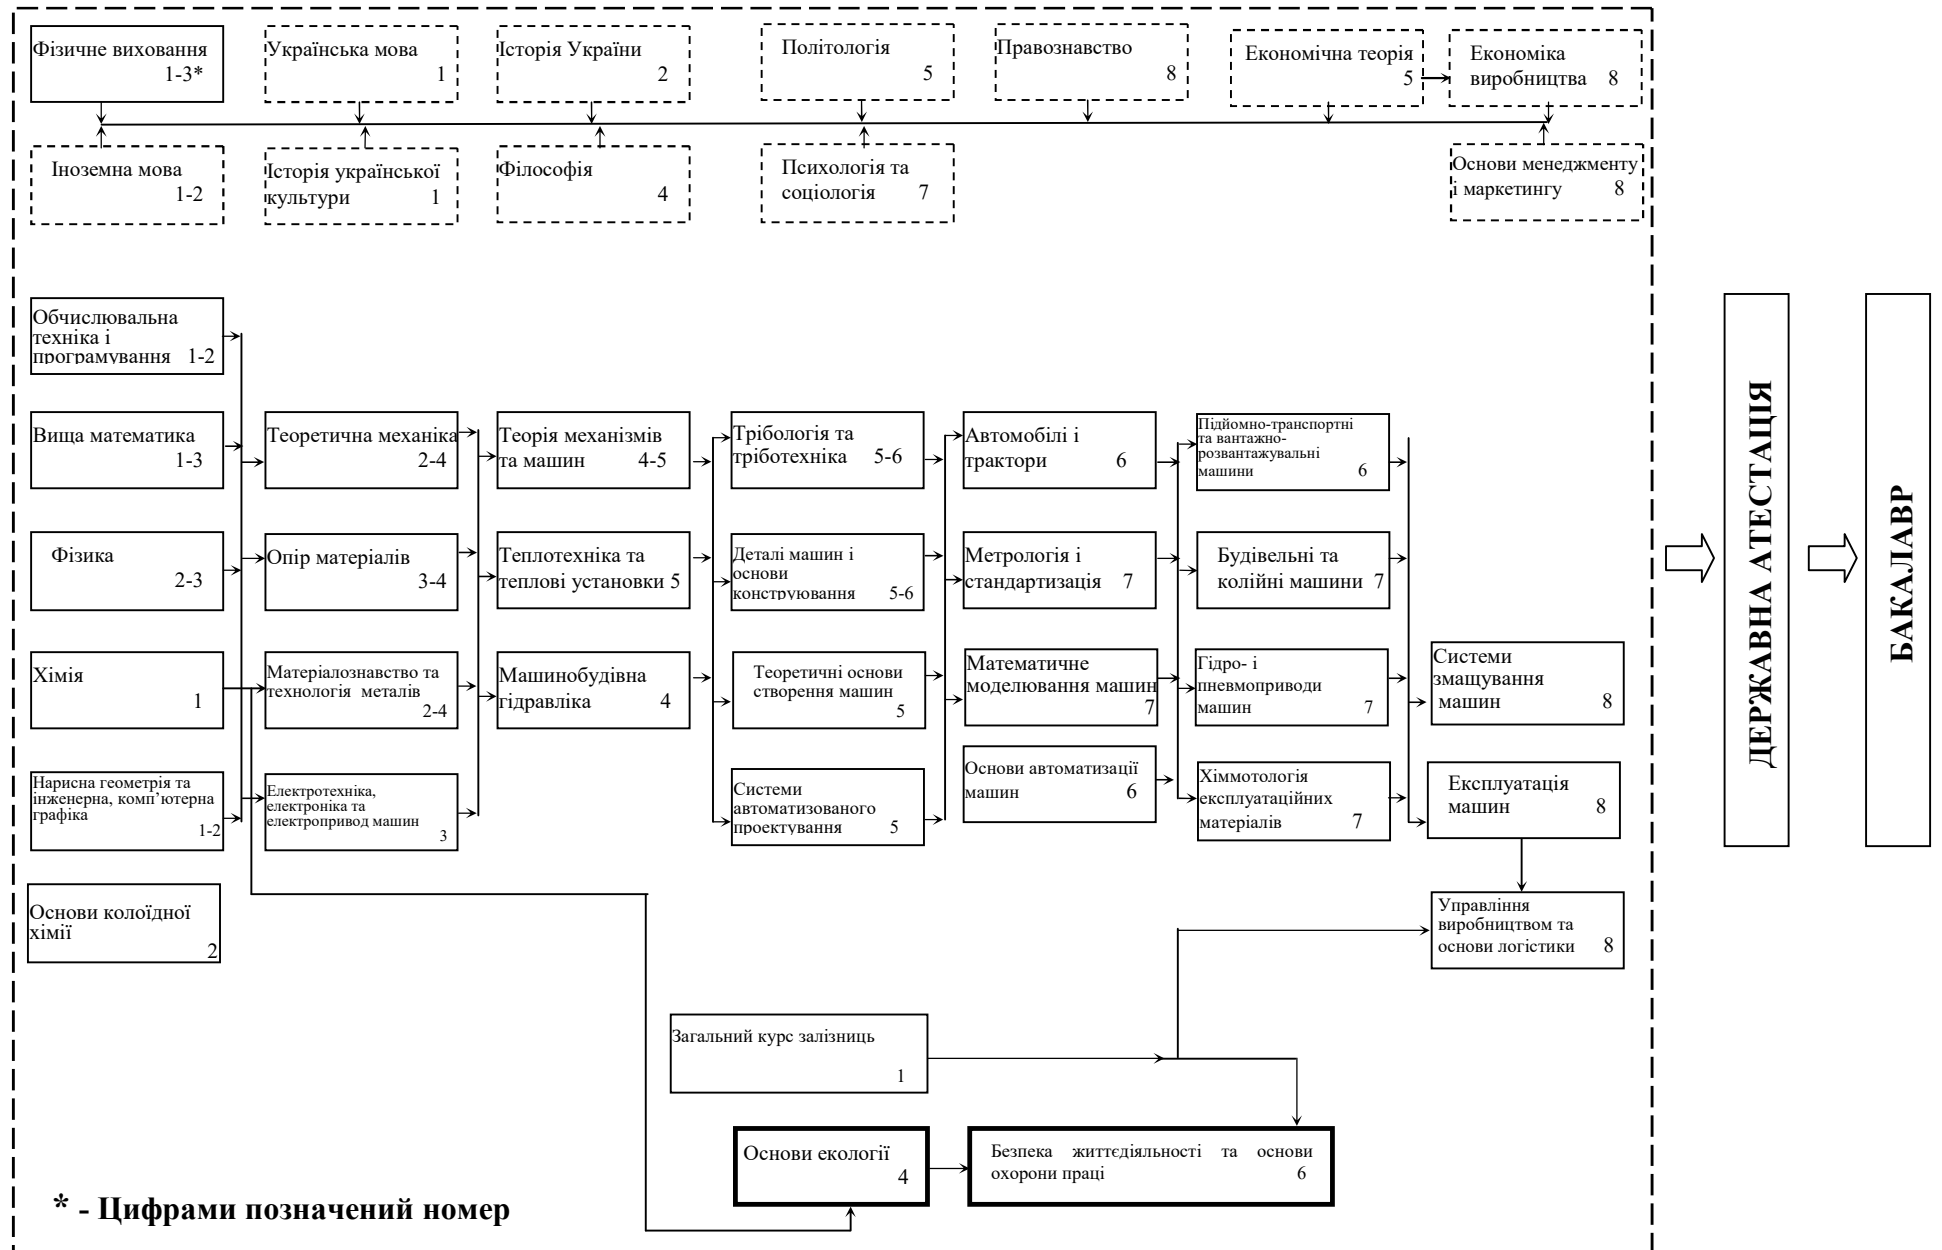 Фізичне виховання
1-3*
Українська мова
1
Історія України
2
Політологія
5
Правознавство
8
Економічна теорія
5
Економіка
виробництва 8
Іноземна мова
1-2
Історія української
культури 1
Філософія
4
Психологія та
соціологія 7
Основи менеджменту
і маркетингу 8
Обчислювальна
техніка і
програмування 1-2
Вища математика
1-3
Теоретична механіка
2-4
Теорія механізмів
та машин 4-5
Трібологія та
тріботехніка 5-6
Автомобілі і
трактори 6
Підйомно-транспортні
та вантажно-
розвантажувальні
машини 6
Фізика
2-3
Опір матеріалів
3-4
Теплотехніка та
теплові установки 5
Деталі машин і
основи
конструювання 5-6
Метрологія і
стандартизація 7
Будівельні та
колійні машини 7
Хімія
1
Матеріалознавство та
технологія металів
2-4
Машинобудівна
гідравліка 4
Теоретичні основи
створення машин
5
Математичне
моделювання машин
7
Гідро- і
пневмоприводи
машин 7
Системи
змащування
машин 8
Нарисна геометрія та
інженерна, комп’ютерна
графіка
1-2
Електротехніка,
електроніка та
електропривод машин
3
Системи
автоматизованого
проектування 5
Основи автоматизації
машин 6
Хіммотологія
експлуатаційних
матеріалів 7
Експлуатація
машин 8
Основи колоїдної
хімії
2
Управління
виробництвом та
основи логістики 8
Загальний курс залізниць
1
Основи екології
4
Безпека життєдіяльності та основи
охорони праці 6
* - Цифрами позначений номер
ДЕРЖАВНА АТЕСТАЦІЯ
БАКАЛАВР